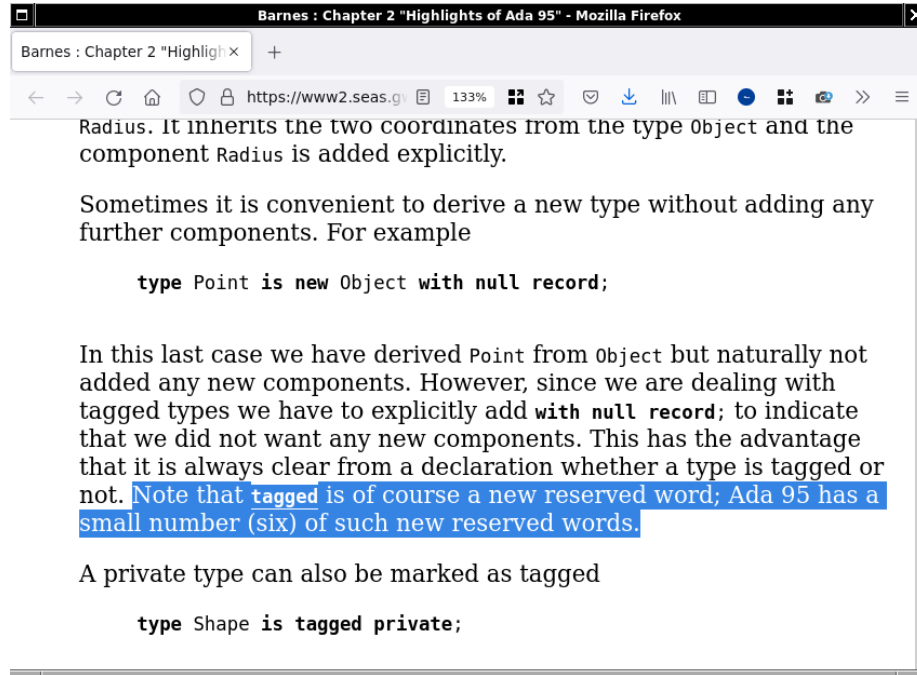 Barnes : Chapter 2 "Highlights of Ada 95" - Mozilla Firefox
Barnes : Chapter 2 "Highligh
https://www2.seas.g 133%
Radius. It inherits the two coordinates from the type Object and the
component Radius is added explicitly.
Sometimes it is convenient to derive a new type without adding any
further components. For example
type Point is new Object with null record;
In this last case we have derived Point from Object but naturally not
added any new components. However, since we are dealing with
tagged types we have to explicitly add with null record; to indicate
that we did not want any new components. This has the advantage
that it is always clear from a declaration whether a type is tagged or
not. Note that tagged is of course a new reserved word; Ada 95 has a
small number (six) of such new reserved words.
A private type can also be marked as tagged
type Shape is tagged private;